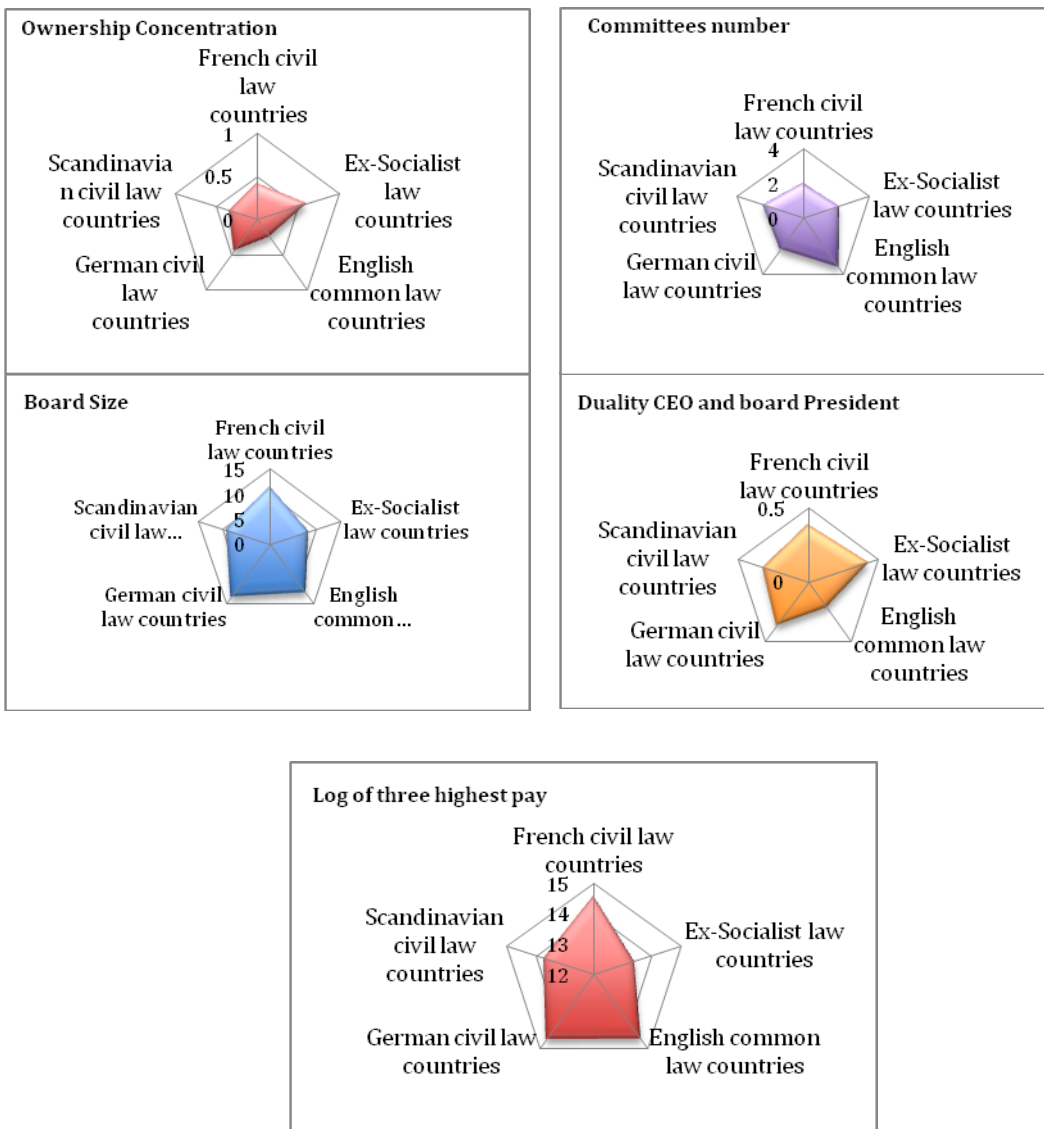 Ownership Concentration
French civil
law
countries
1
Scandinavia
n civil law
countries
0.5
Ex-Socialist
law
countries
0
German civil
law
countries
English
common law
countries
Committees number
French civil
law countries
4
Scandinavian
civil law
countries
2
Ex-Socialist
law countries
0
German civil
law countries
English
common law
countries
Board Size
French civil
law countries
15
10
Scandinavian
civil law...
5
Ex-Socialist
law countries
0
German civil
law countries
English
common ...
Duality CEO and board President
French civil
law countries
0.5
Scandinavian
civil law
countries
Ex-Socialist
law countries
0
German civil
law countries
English
common law
countries
Log of three highest pay
French civil law
countries
15
14
Scandinavian
civil law
countries
13
Ex-Socialist law
countries
12
German civil law
countries
English common
law countries